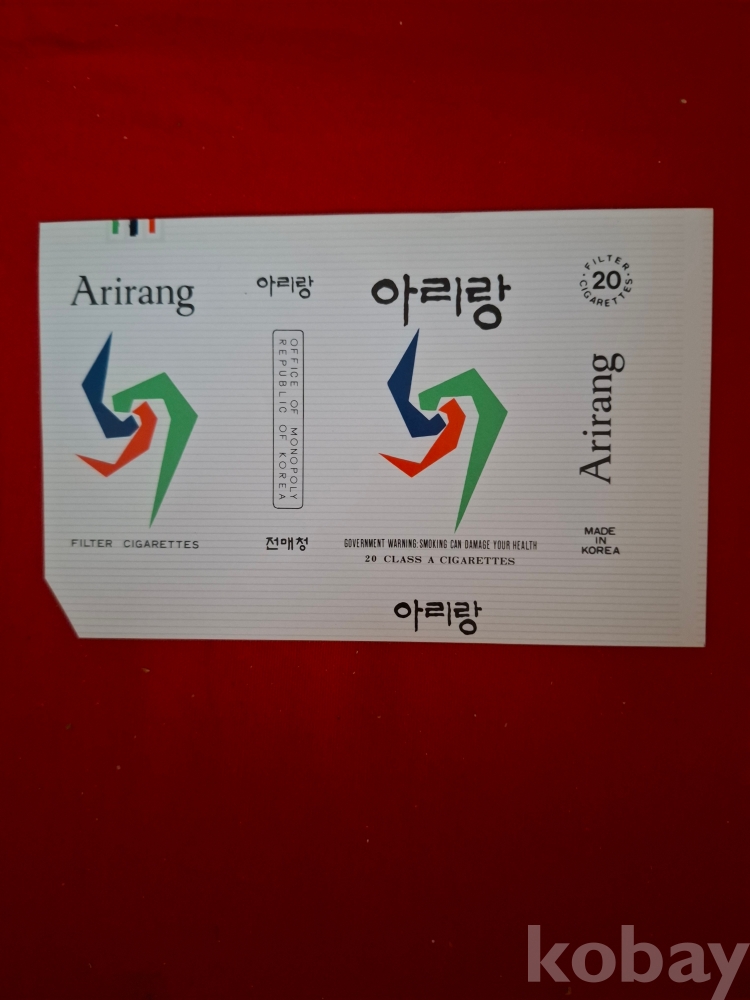 Arirang
FILTER CIGARETTES
아리랑
OFFICE OF MONOPOLY
REPUBLIC OF KOREA
전매청
아리랑
GOVERNMENT WARNING:SMOKING CAN DAMAGE YOUR HEALTH
20 CLASS A CIGARETTES
아리랑
·FILTER·
20
CIGARETTES
Arirang
MADE
IN
KOREA
kobay